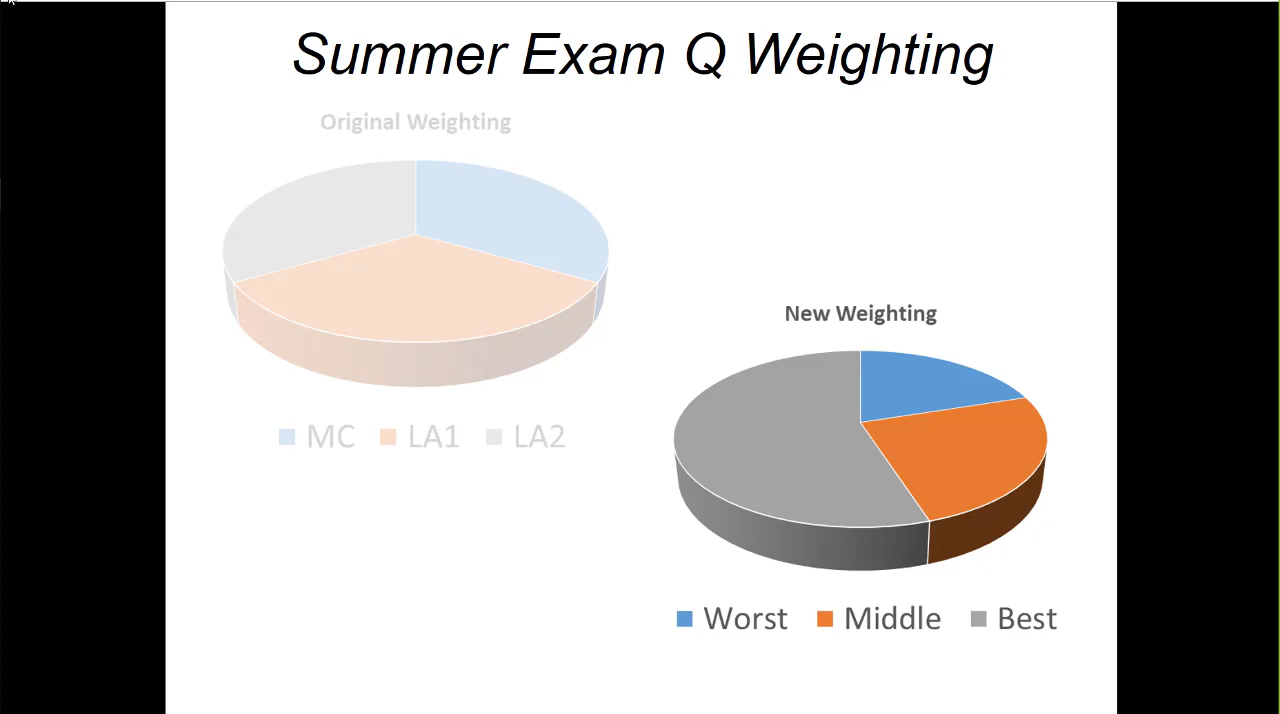 Summer Exam Q Weighting
Original Weighting
MC LA1 LA2
New Weighting
Worst Middle Best